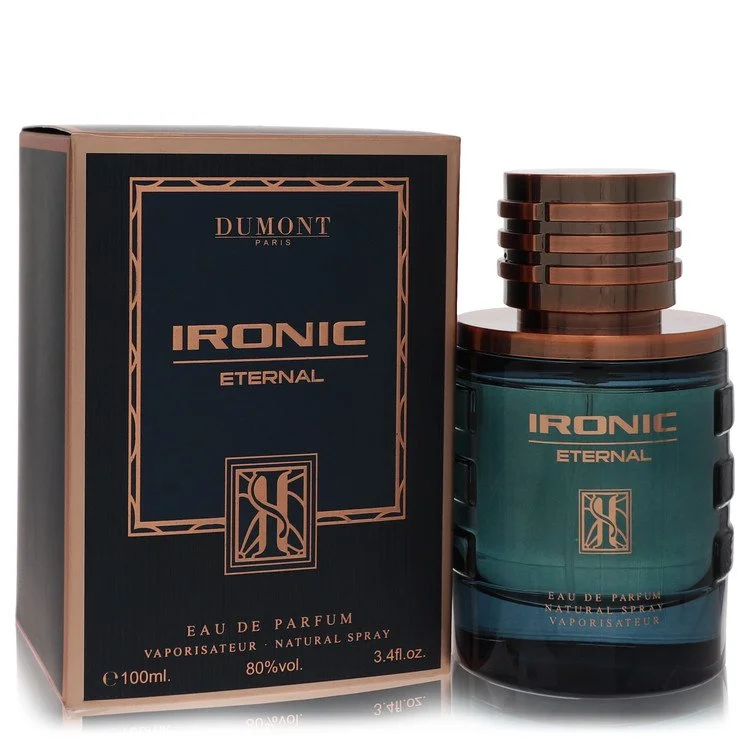 DUMONT
PARIS
IRONIC
ETERNAL
EAU DE PARFUM
VAPORISATEUR · NATURAL SPRAY
℮100ml. 80%vol. 3.4fl.oz.
IRONIC
ETERNAL
EAU DE PARFUM
NATURAL SPRAY
VAPORISATEUR